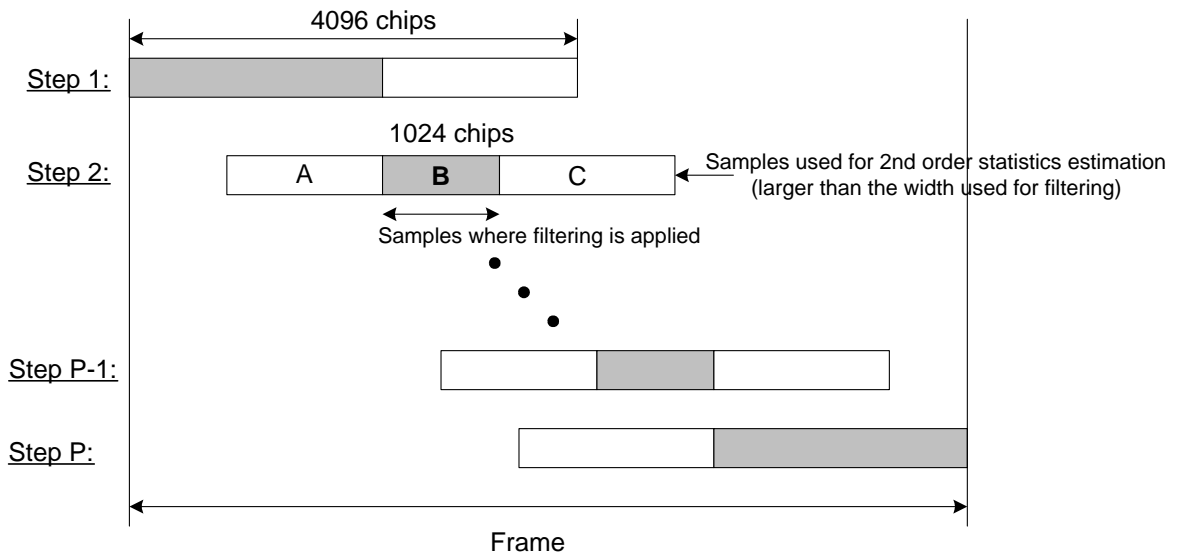 4096 chips
Step 1:
1024 chips
Step 2:
A
B
C
Samples used for 2nd order statistics estimation
(larger than the width used for filtering)
Samples where filtering is applied
Step P-1:
Step P:
Frame